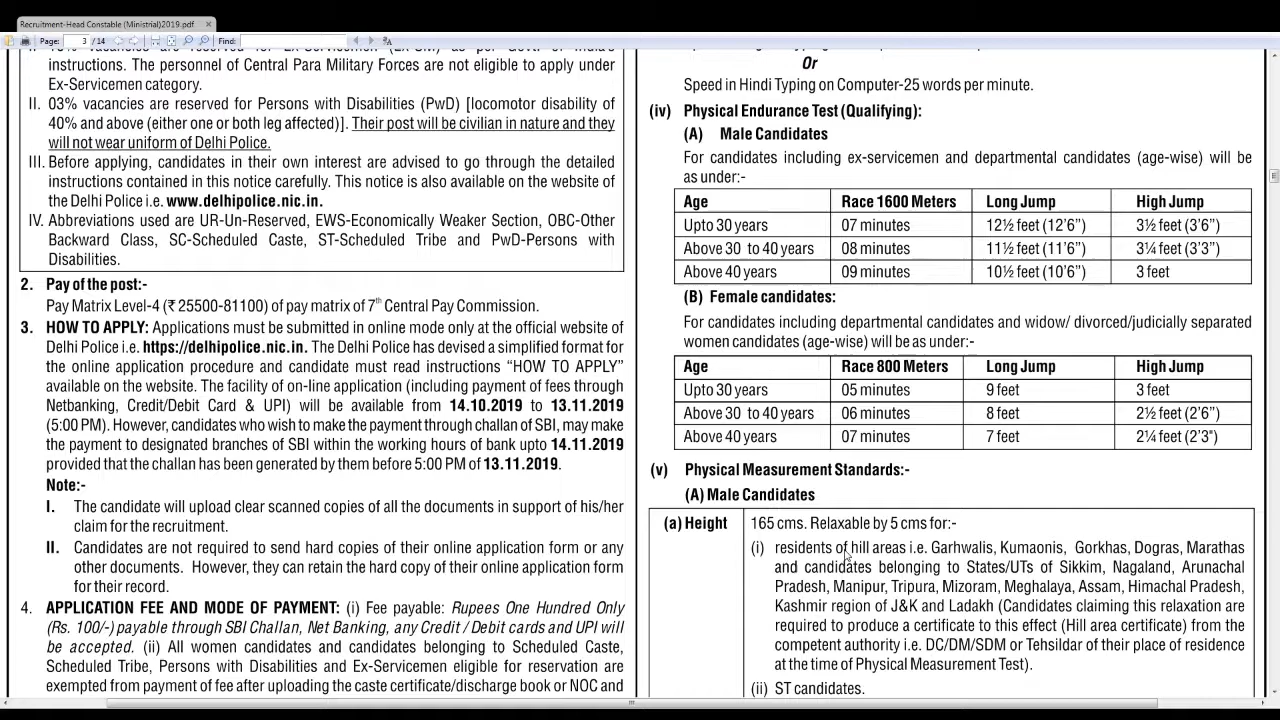 Recruitment-Head Constable (Ministrial)2019.pdf
Page: 3 / 14 Find:
instructions. The personnel of Central Para Military Forces are not eligible to apply under
Ex-Servicemen category.
II. 03% vacancies are reserved for Persons with Disabilities (PwD) [locomotor disability of
40% and above (either one or both leg affected)]. Their post will be civilian in nature and they
will not wear uniform of Delhi Police.
III. Before applying, candidates in their own interest are advised to go through the detailed
instructions contained in this notice carefully. This notice is also available on the website of
the Delhi Police i.e. www.delhipolice.nic.in.
IV. Abbreviations used are UR-Un-Reserved, EWS-Economically Weaker Section, OBC-Other
Backward Class, SC-Scheduled Caste, ST-Scheduled Tribe and PwD-Persons with
Disabilities.
2. Pay of the post:-
Pay Matrix Level-4 (₹ 25500-81100) of pay matrix of 7th Central Pay Commission.
3. HOW TO APPLY: Applications must be submitted in online mode only at the official website of
Delhi Police i.e. https://delhipolice.nic.in. The Delhi Police has devised a simplified format for
the online application procedure and candidate must read instructions “HOW TO APPLY”
available on the website. The facility of on-line application (including payment of fees through
Netbanking, Credit/Debit Card & UPI) will be available from 14.10.2019 to 13.11.2019
(5:00 PM). However, candidates who wish to make the payment through challan of SBI, may make
the payment to designated branches of SBI within the working hours of bank upto 14.11.2019
provided that the challan has been generated by them before 5:00 PM of 13.11.2019.
Note:-
I. The candidate will upload clear scanned copies of all the documents in support of his/her
claim for the recruitment.
II. Candidates are not required to send hard copies of their online application form or any
other documents. However, they can retain the hard copy of their online application form
for their record.
4. APPLICATION FEE AND MODE OF PAYMENT: (i) Fee payable: Rupees One Hundred Only
(Rs. 100/-) payable through SBI Challan, Net Banking, any Credit / Debit cards and UPI will
be accepted. (ii) All women candidates and candidates belonging to Scheduled Caste,
Scheduled Tribe, Persons with Disabilities and Ex-Servicemen eligible for reservation are
exempted from payment of fee after uploading the caste certificate/discharge book or NOC and
Or
Speed in Hindi Typing on Computer-25 words per minute.
(iv) Physical Endurance Test (Qualifying):
(A) Male Candidates
For candidates including ex-servicemen and departmental candidates (age-wise) will be
as under:-
Age Race 1600 Meters Long Jump High Jump
Upto 30 years 07 minutes 12½ feet (12’6”) 3½ feet (3’6”)
Above 30 to 40 years 08 minutes 11½ feet (11’6”) 3¼ feet (3’3”)
Above 40 years 09 minutes 10½ feet (10’6”) 3 feet
(B) Female candidates:
For candidates including departmental candidates and widow/ divorced/judicially separated
women candidates (age-wise) will be as under:-
Age Race 800 Meters Long Jump High Jump
Upto 30 years 05 minutes 9 feet 3 feet
Above 30 to 40 years 06 minutes 8 feet 2½ feet (2’6”)
Above 40 years 07 minutes 7 feet 2¼ feet (2’3")
(v) Physical Measurement Standards:-
(A) Male Candidates
(a) Height 165 cms. Relaxable by 5 cms for:-
(i) residents of hill areas i.e. Garhwalis, Kumaonis, Gorkhas, Dogras, Marathas
and candidates belonging to States/UTs of Sikkim, Nagaland, Arunachal
Pradesh, Manipur, Tripura, Mizoram, Meghalaya, Assam, Himachal Pradesh,
Kashmir region of J&K and Ladakh (Candidates claiming this relaxation are
required to produce a certificate to this effect (Hill area certificate) from the
competent authority i.e. DC/DM/SDM or Tehsildar of their place of residence
at the time of Physical Measurement Test).
(ii) ST candidates.